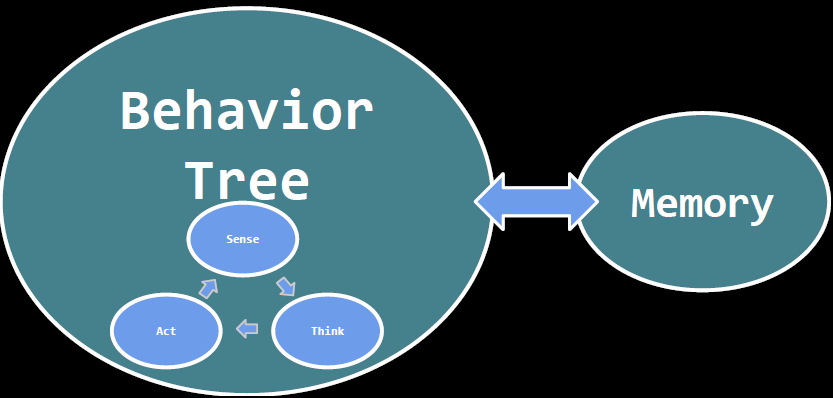 Behavior
Tree
Memory
Sense
Act
Think